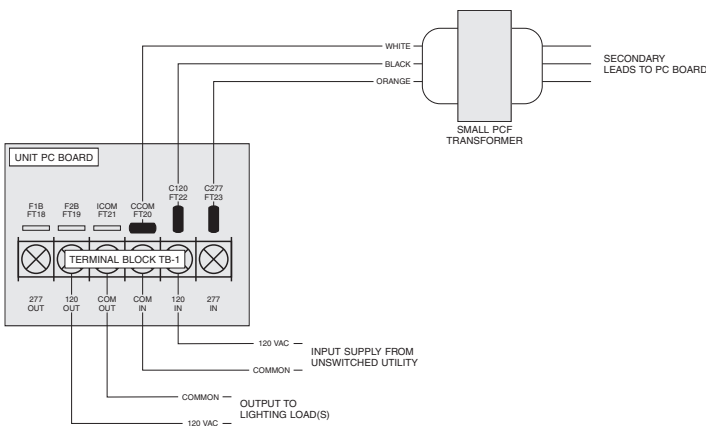 WHITE
BLACK
ORANGE
SECONDARY
LEADS TO PC BOARD
SMALL PCF
TRANSFORMER
UNIT PC BOARD
F1B
FT18
F2B
FT19
ICOM
FT21
CCOM
FT20
C120
FT22
C277
FT23
TERMINAL BLOCK TB-1
277
OUT
120
OUT
COM
OUT
COM
IN
120
IN
277
IN
120 VAC
COMMON
INPUT SUPPLY FROM
UNSWITCHED UTILITY
COMMON
120 VAC
OUTPUT TO
LIGHTING LOAD(S)